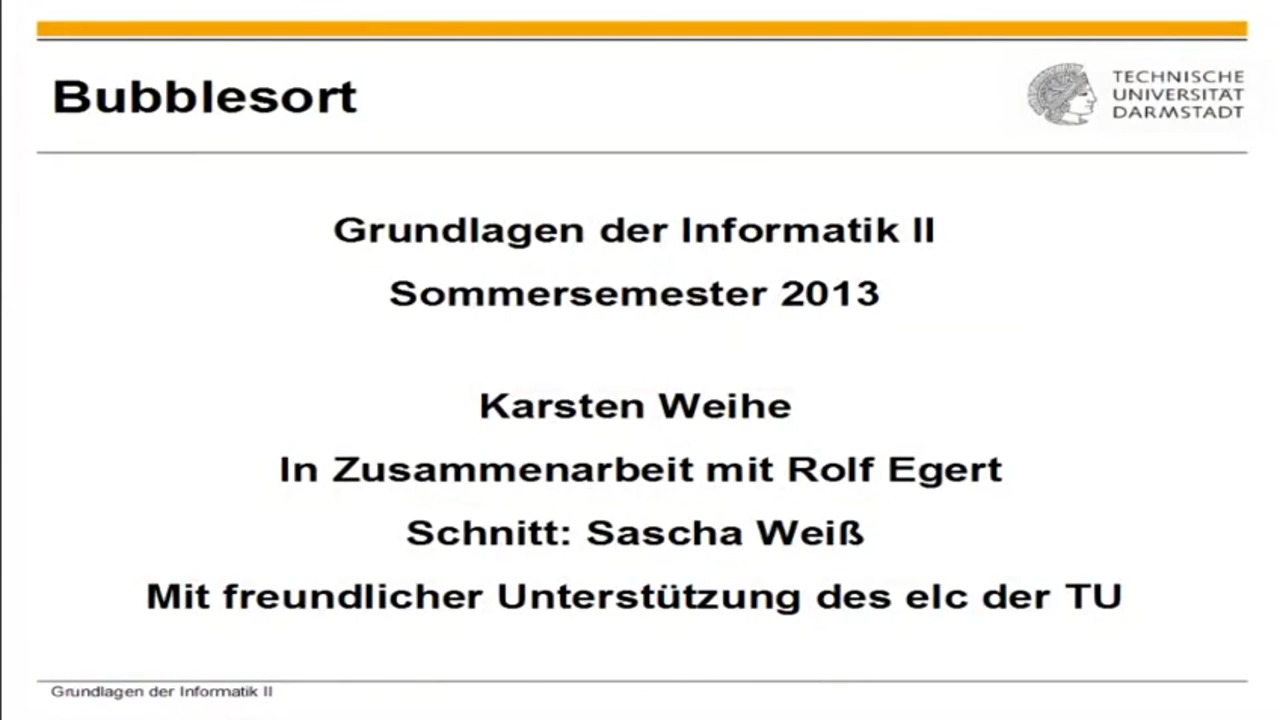 Bubblesort
TECHNISCHE
UNIVERSITÄT
DARMSTADT
Grundlagen der Informatik II
Sommersemester 2013
Karsten Weihe
In Zusammenarbeit mit Rolf Egert
Schnitt: Sascha Weiß
Mit freundlicher Unterstützung des elc der TU
Grundlagen der Informatik II